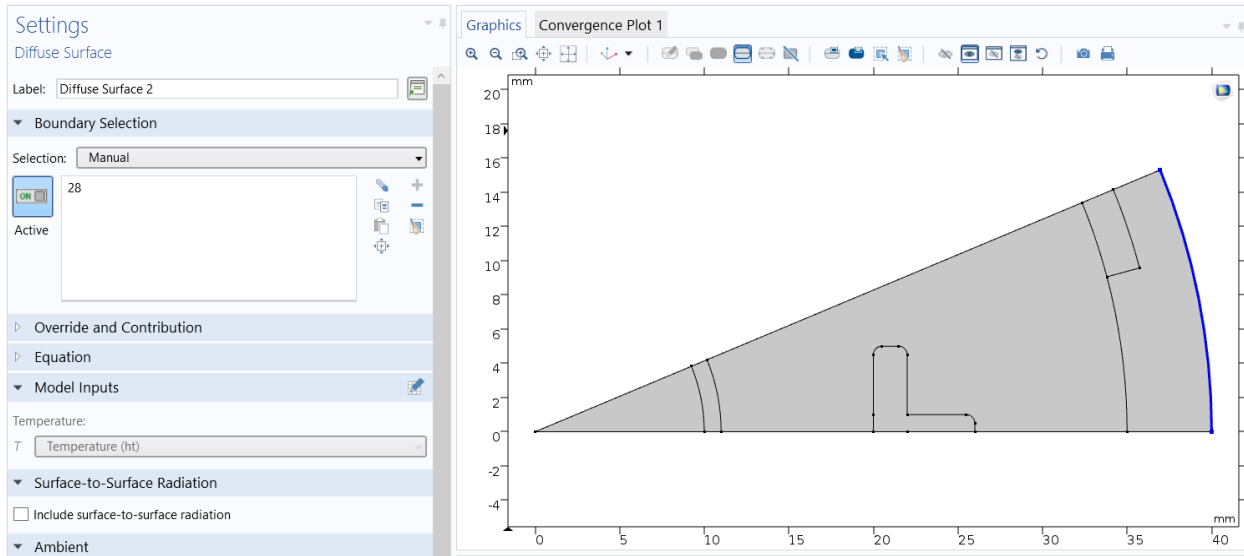 Settings
Diffuse Surface
Label: Diffuse Surface 2
Boundary Selection
Selection: Manual
ON
Active
28
Override and Contribution
Equation
Model Inputs
Temperature:
T Temperature (ht)
Surface-to-Surface Radiation
Include surface-to-surface radiation
Ambient
Graphics Convergence Plot 1
mm
20
18
16
14
12
10
8
6
4
2
0
-2
-4
mm
0 5 10 15 20 25 30 35 40